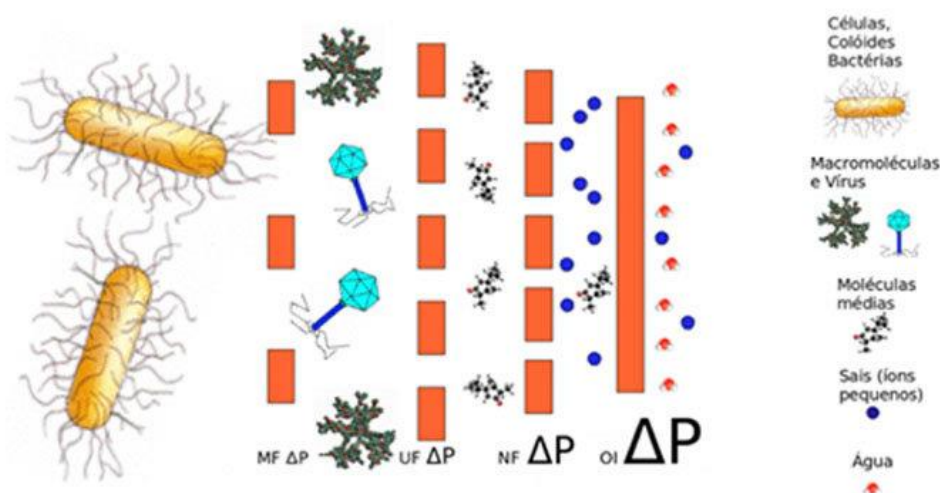 MF ΔP
UF ΔP
NF ΔP
OI ΔP
Células,
Colóides
Bactérias
Macromoléculas
e Vírus
Moléculas
médias
Sais (íons
pequenos)
Água